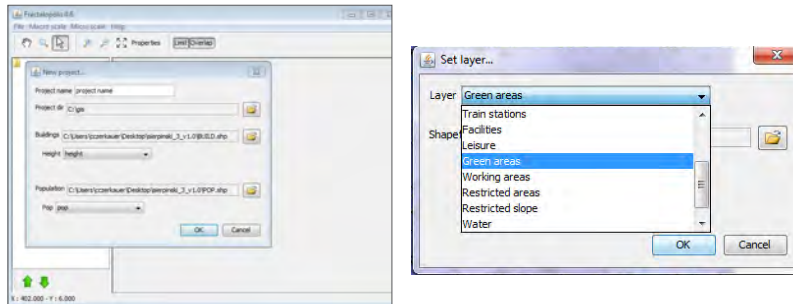 Fractalopolis 0.6
File Macro scale Micro scale Help
Properties Limit Overlap
New project...
Project name project name
Project dir C:\gis
Buildings C:\Users\czerkauer\Desktop\sierpinski_3_v1.0\BUILD.shp
Height height
Population C:\Users\czerkauer\Desktop\sierpinski_3_v1.0\POP.shp
Pop pop
OK Cancel
X : 402.000 - Y : 6.000
Set layer...
Layer Green areas
Train stations
Facilities
Leisure
Green areas
Working areas
Restricted areas
Restricted slope
Water
OK Cancel